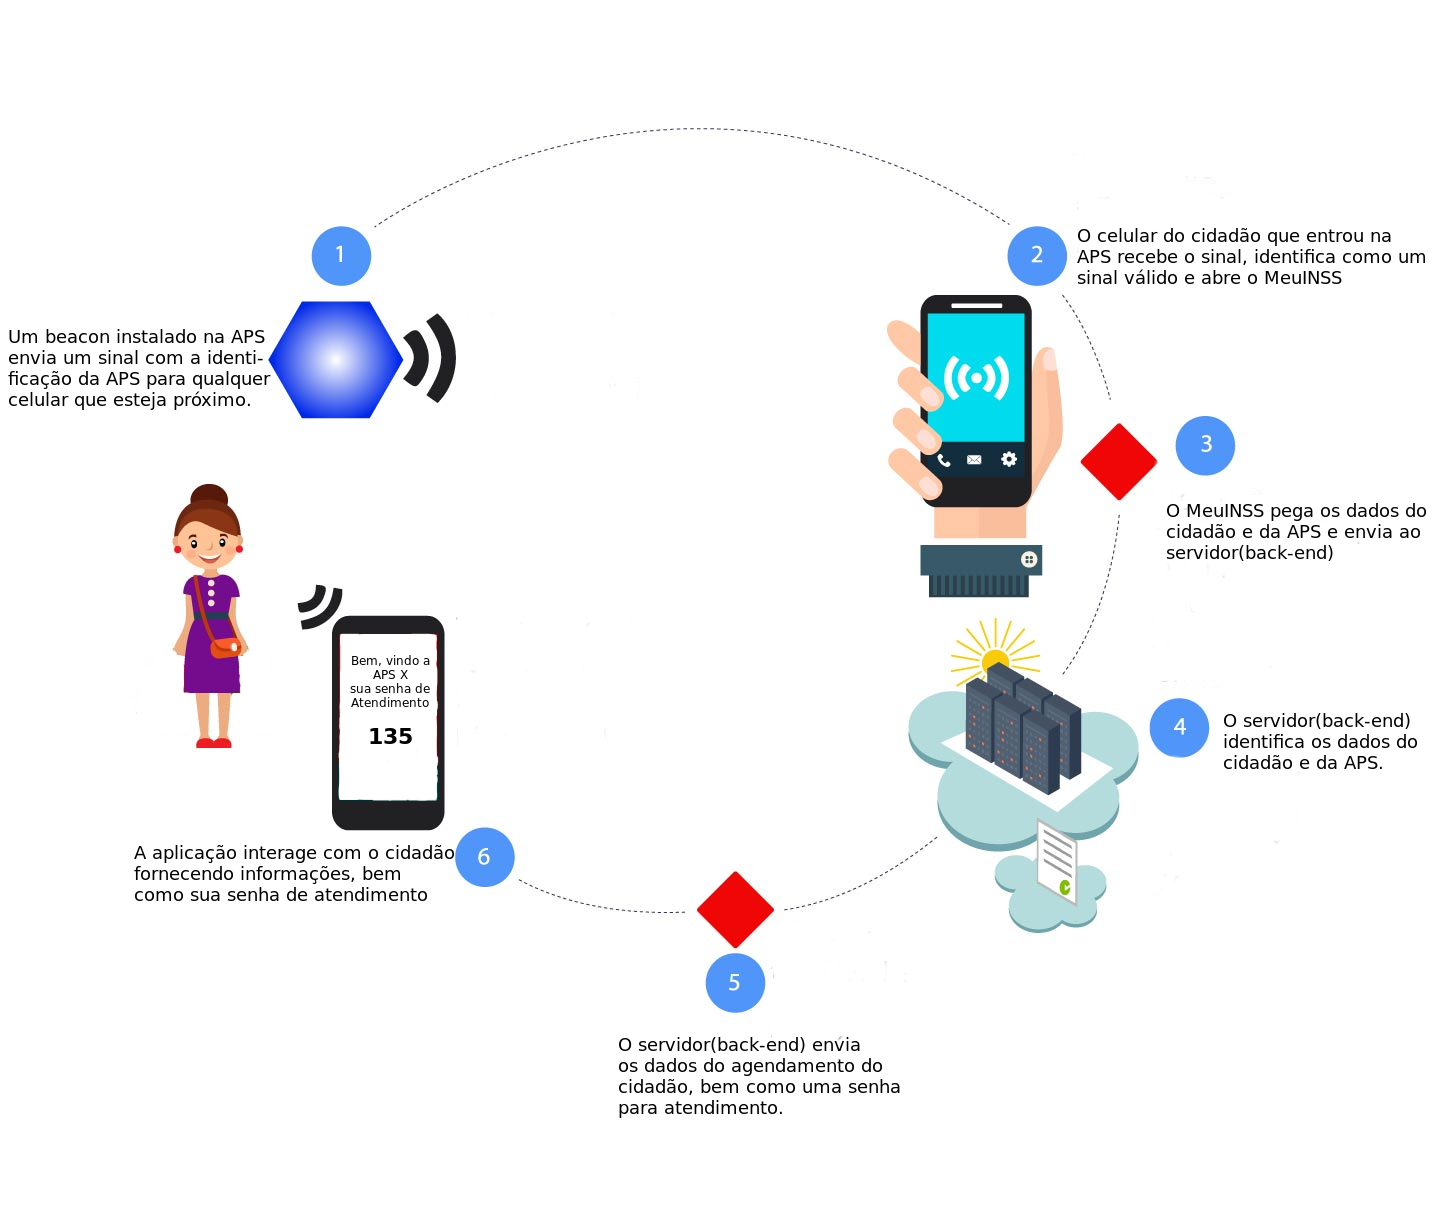 1
Um beacon instalado na APS
envia um sinal com a identi-
ficação da APS para qualquer
celular que esteja próximo.
2
O celular do cidadão que entrou na
APS recebe o sinal, identifica como um
sinal válido e abre o MeuINSS
3
O MeuINSS pega os dados do
cidadão e da APS e envia ao
servidor(back-end)
4
O servidor(back-end)
identifica os dados do
cidadão e da APS.
5
O servidor(back-end) envia
os dados do agendamento do
cidadão, bem como uma senha
para atendimento.
6
A aplicação interage com o cidadão
fornecendo informações, bem
como sua senha de atendimento
Bem, vindo a
APS X
sua senha de
Atendimento
135